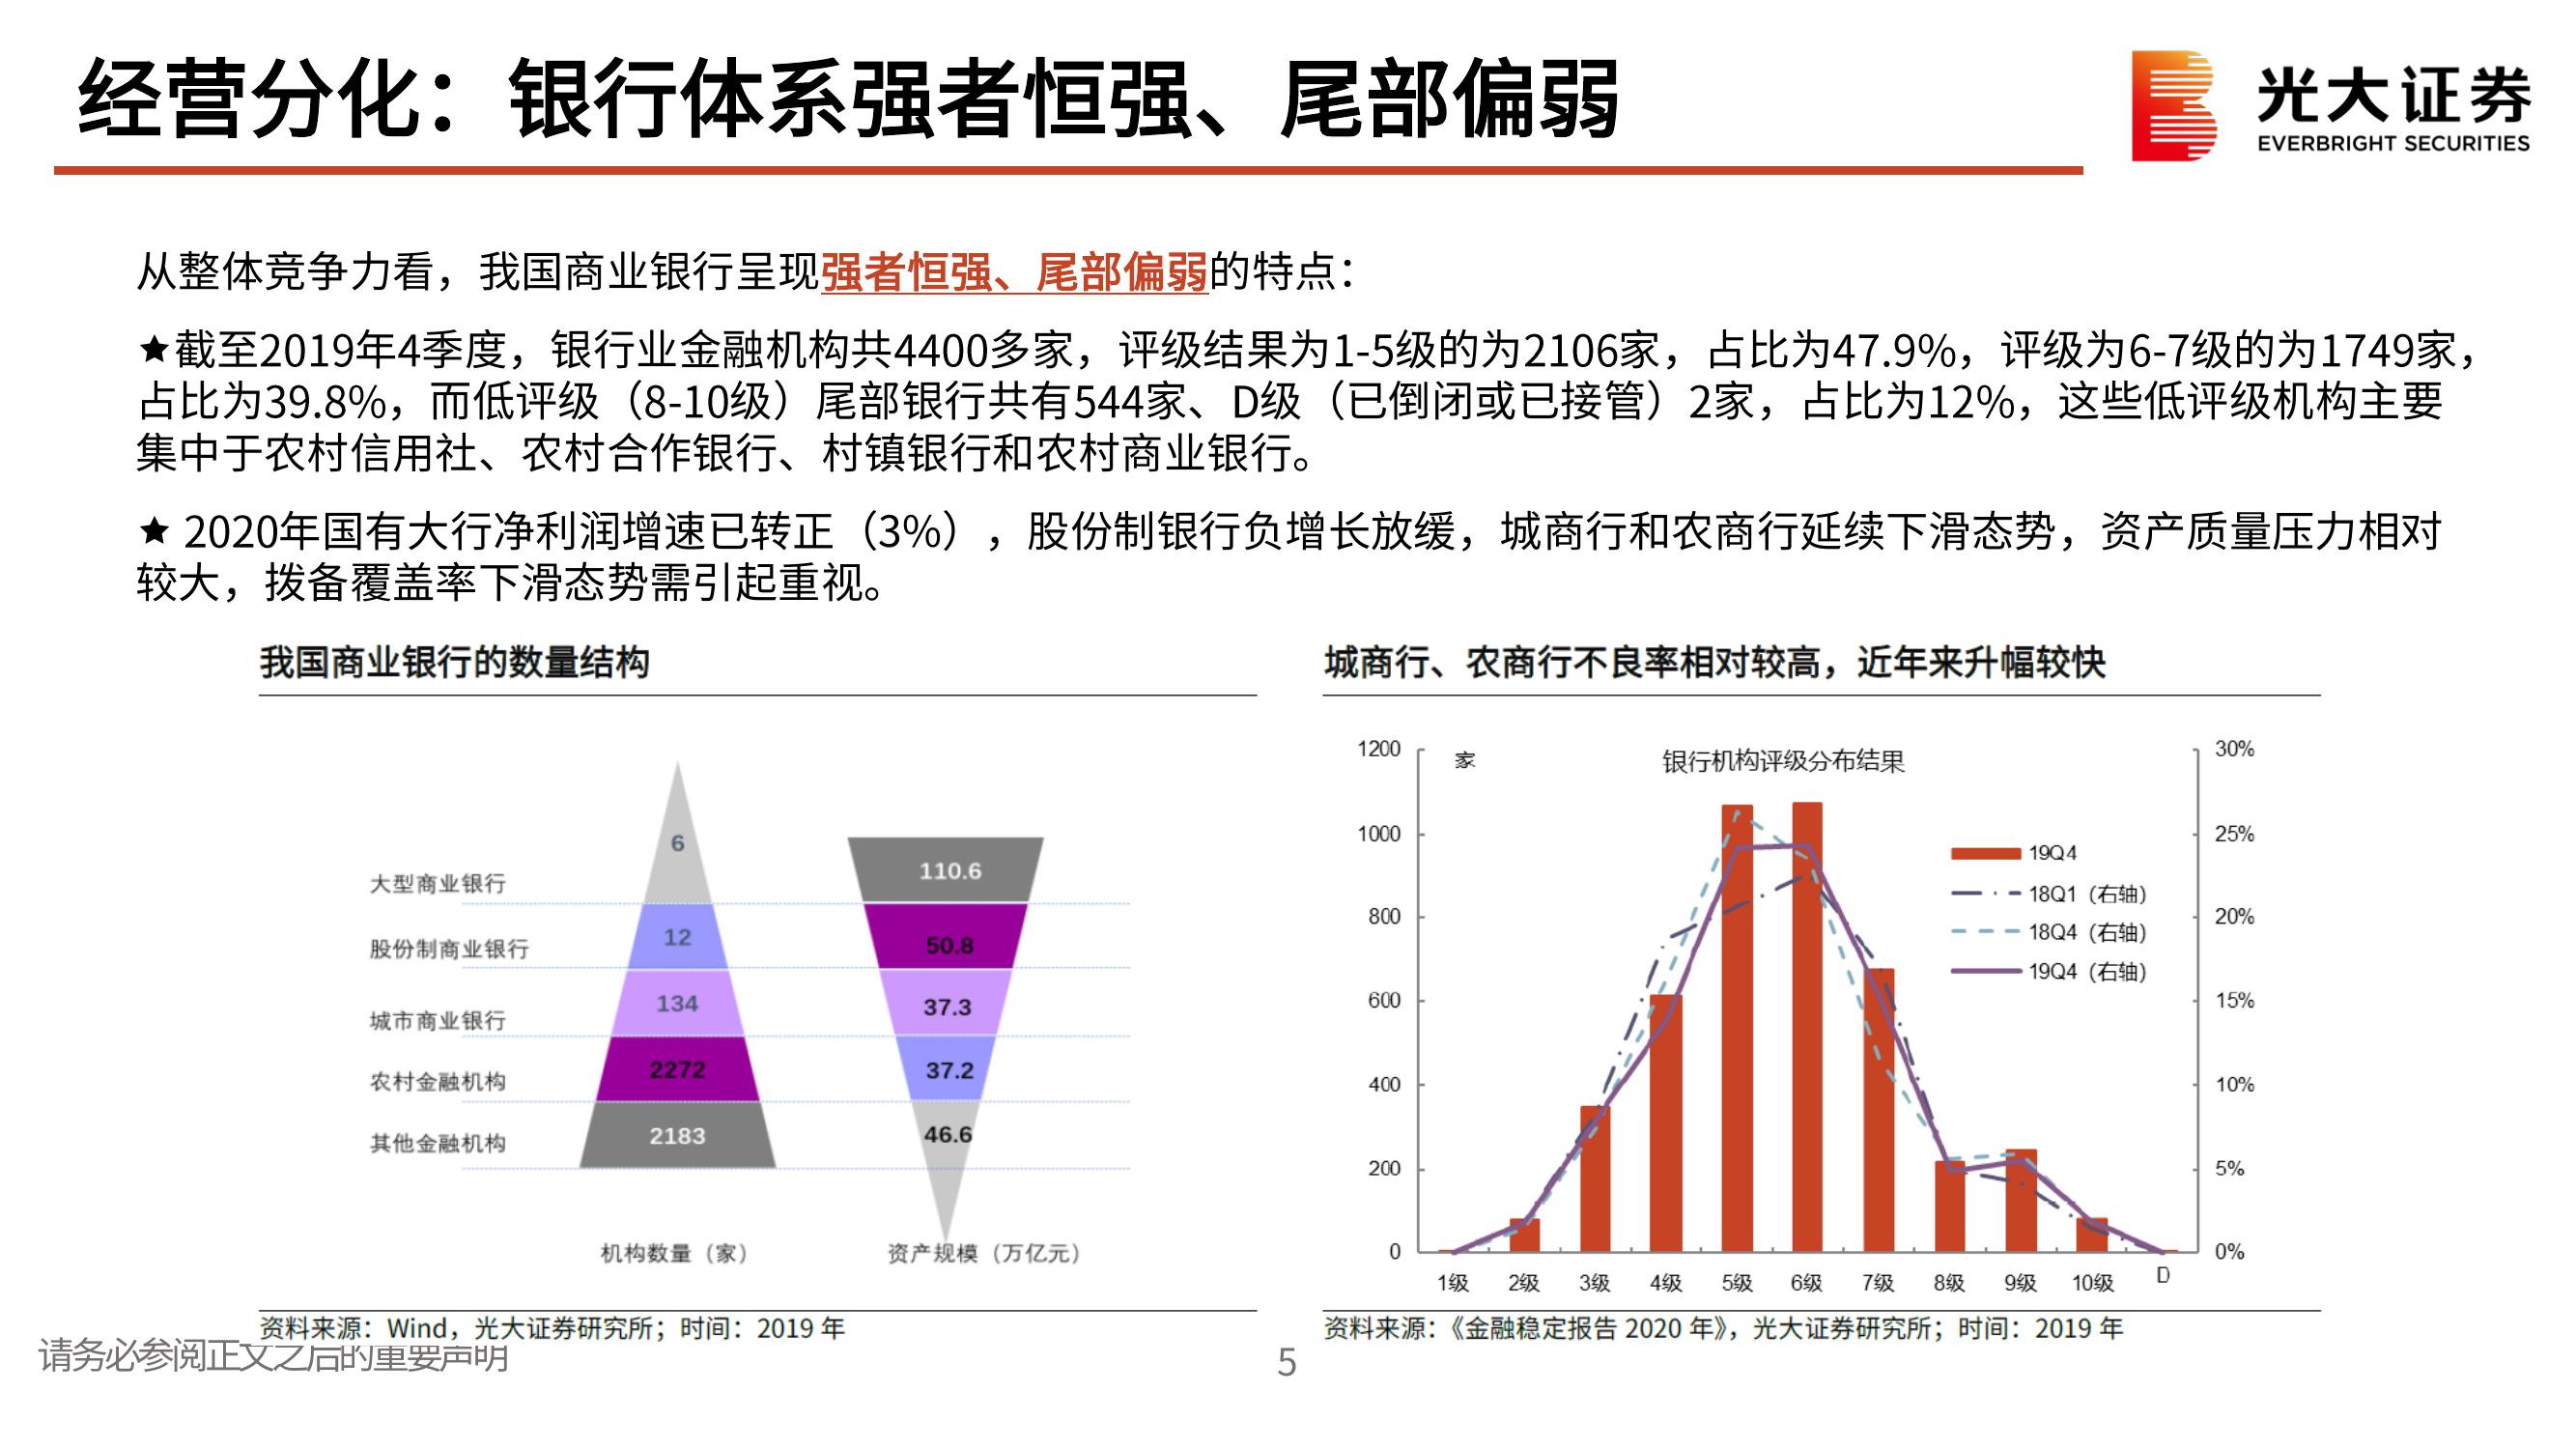 经营分化：银行体系强者恒强、尾部偏弱
光大证券
EVERBRIGHT SECURITIES
从整体竞争力看，我国商业银行呈现强者恒强、尾部偏弱的特点：
★截至2019年4季度，银行业金融机构共4400多家，评级结果为1-5级的为2106家，占比为47.9%，评级为6-7级的为1749家，
占比为39.8%，而低评级（8-10级）尾部银行共有544家、D级（已倒闭或已接管）2家，占比为12%，这些低评级机构主要
集中于农村信用社、农村合作银行、村镇银行和农村商业银行。
★ 2020年国有大行净利润增速已转正（3%），股份制银行负增长放缓，城商行和农商行延续下滑态势，资产质量压力相对
较大，拨备覆盖率下滑态势需引起重视。
我国商业银行的数量结构
6
110.6
大型商业银行
12
50.8
股份制商业银行
134
37.3
城市商业银行
2272
37.2
农村金融机构
2183
46.6
其他金融机构
机构数量（家）
资产规模（万亿元）
资料来源：Wind，光大证券研究所；时间：2019 年
城商行、农商行不良率相对较高，近年来升幅较快
家
银行机构评级分布结果
1200
1000
800
600
400
200
0
30%
25%
20%
15%
10%
5%
0%
19Q4
18Q1（右轴）
18Q4（右轴）
19Q4（右轴）
1级 2级 3级 4级 5级 6级 7级 8级 9级 10级 D
资料来源：《金融稳定报告 2020 年》，光大证券研究所；时间：2019 年
请务必参阅正文之后的重要声明
5